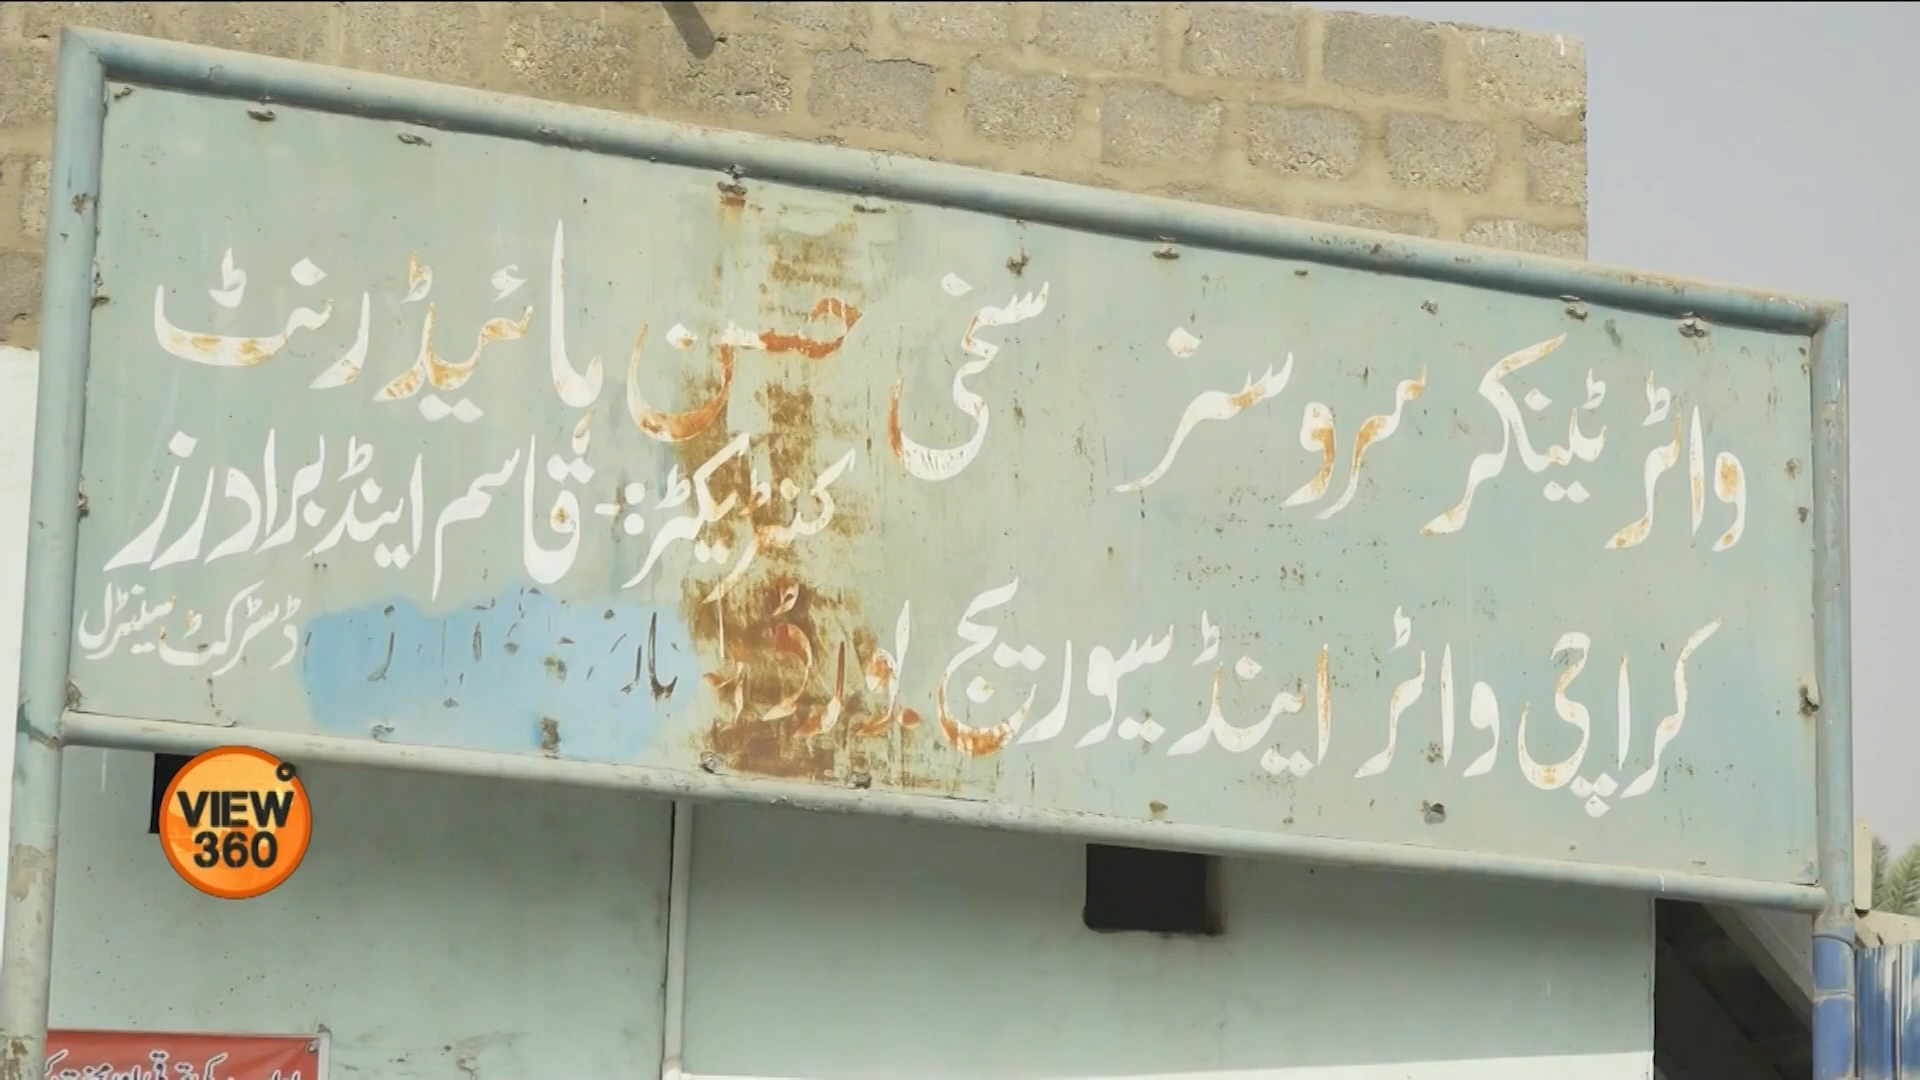 واٹر ٹینکر سروسز سخی حسن ہائیڈرنٹ
کنٹریکٹر:- قاسم اینڈ برادرز
کراچی واٹر اینڈ سیوریج بورڈ
ڈسٹرکٹ سینٹرل
VIEW
360°